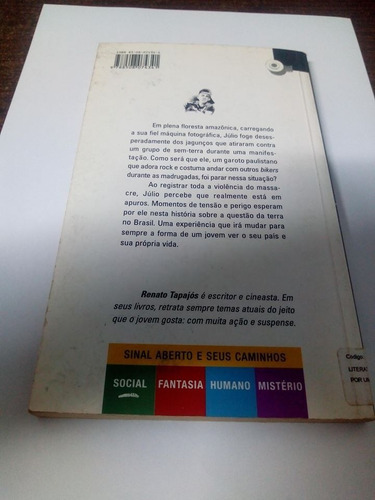 Em plena floresta amazônica, carregando
a sua fiel máquina fotográfica, Júlio foge deses-
peradamente dos jagunços que atiraram contra
um grupo de sem-terra durante uma manifes-
tação. Como será que ele, um garoto paulistano
que adora rock e costuma andar com outros bikers
durante as madrugadas, foi parar nessa situação?
Ao registrar toda a violência do massa-
cre, Júlio percebe que realmente está em
apuros. Momentos de tensão e perigo esperam
por ele nesta história sobre a questão da terra
no Brasil. Uma experiência que irá mudar para
sempre a forma de um jovem ver o seu país e
sua própria vida.
Renato Tapajós é escritor e cineasta. Em
seus livros, retrata sempre temas atuais do jeito
que o jovem gosta: com muita ação e suspense.
SINAL ABERTO E SEUS CAMINHOS
SOCIAL FANTASIA HUMANO MISTÉRIO
Código
LITERA
POR UM